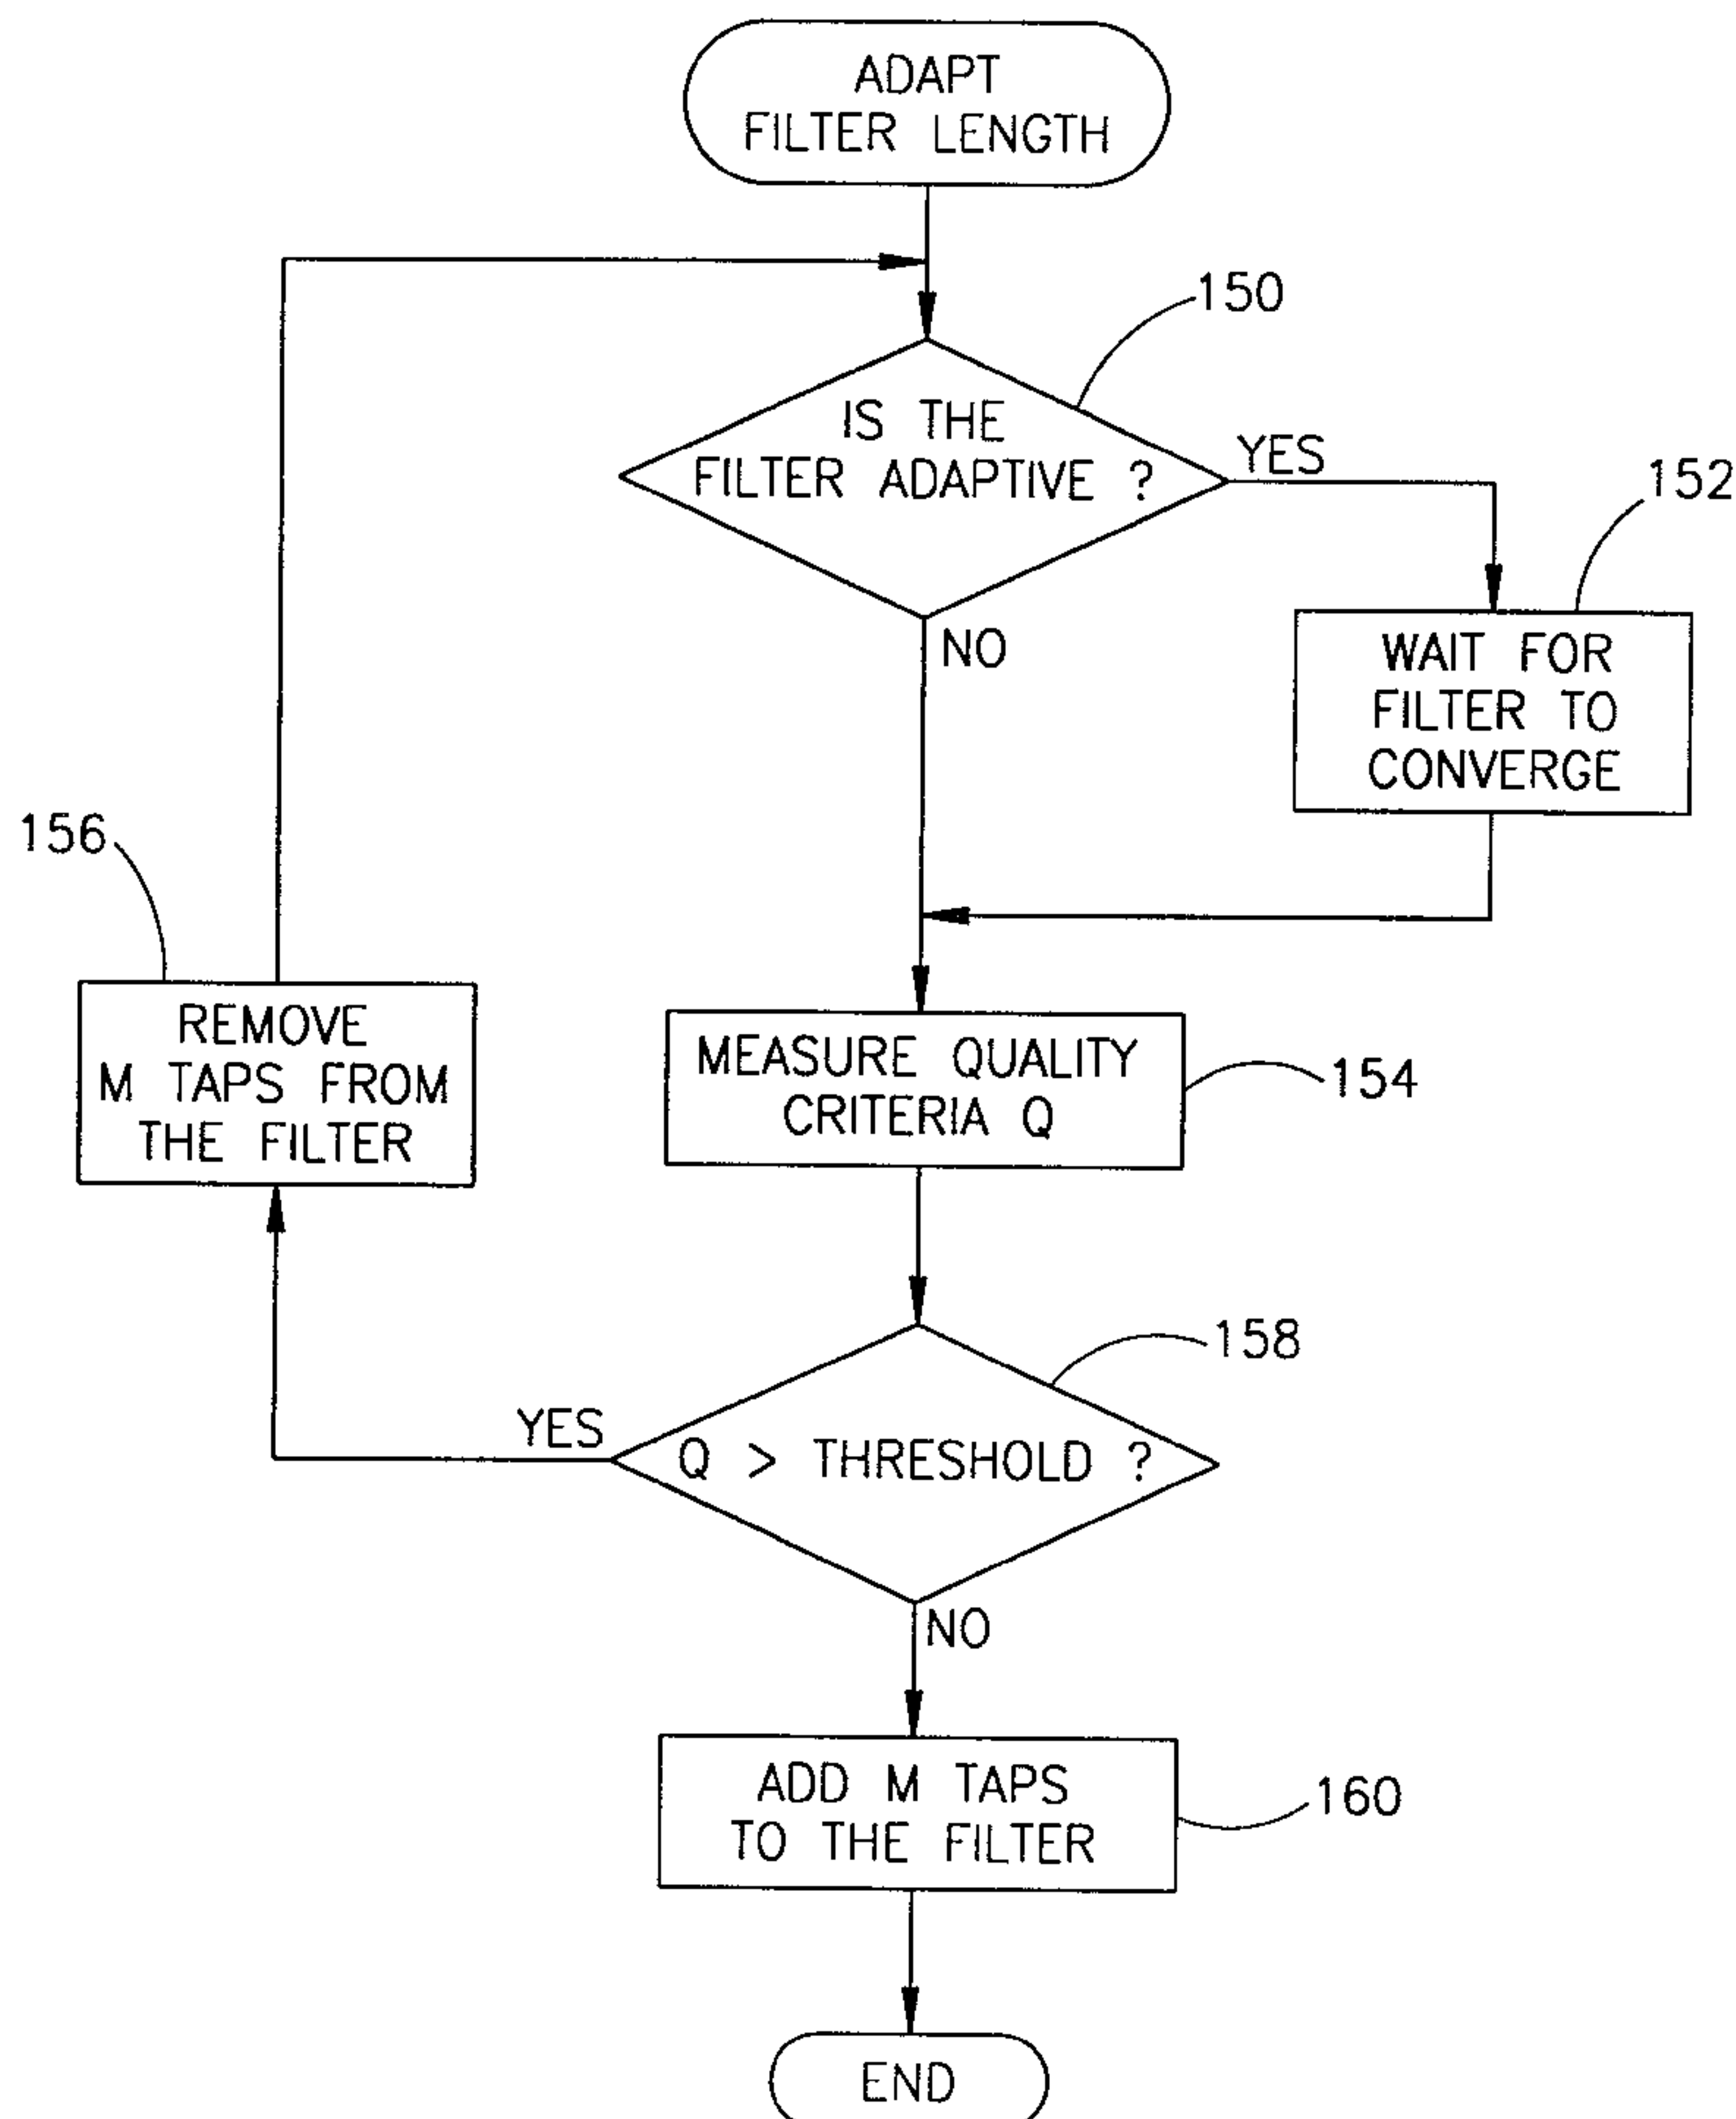 ADAPT
FILTER LENGTH
150
IS THE
FILTER ADAPTIVE ?
YES
152
NO
WAIT FOR
FILTER TO
CONVERGE
156
REMOVE
M TAPS FROM
THE FILTER
MEASURE QUALITY
CRITERIA Q
154
158
YES
Q > THRESHOLD ?
NO
ADD M TAPS
TO THE FILTER
160
END